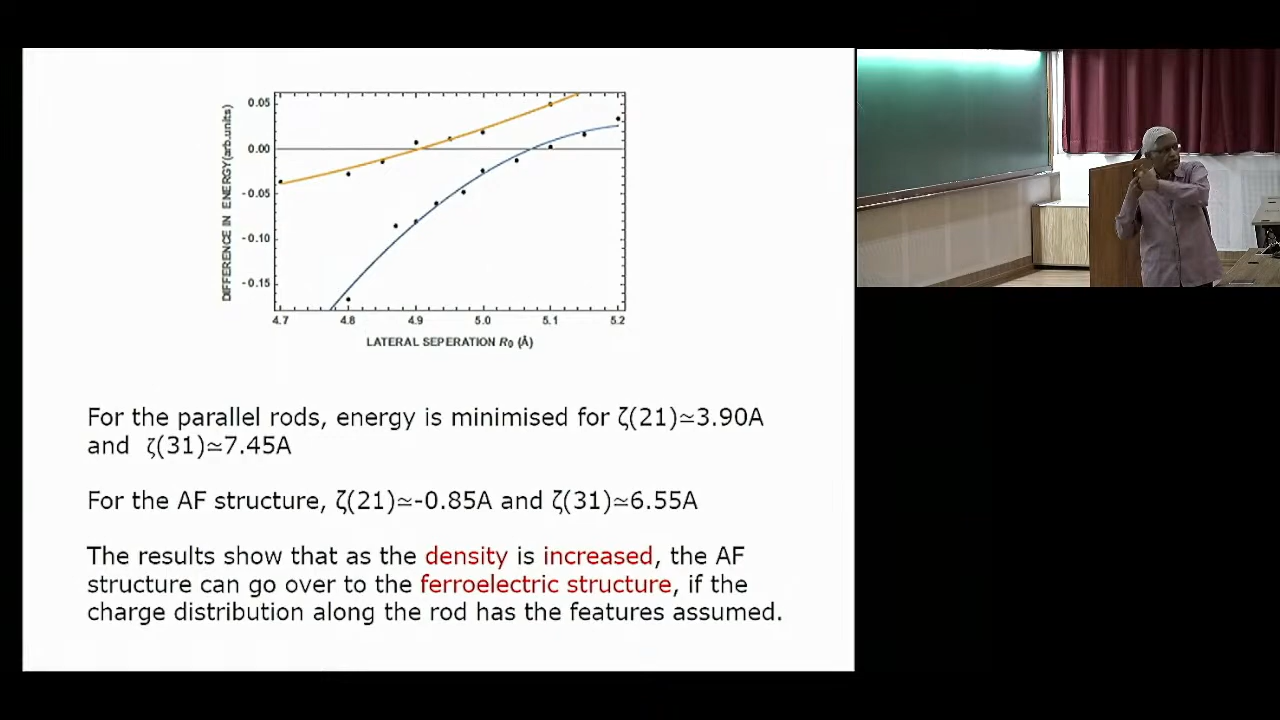 DIFFERENCE IN ENERGY(arb.units)
0.05
0.00
-0.05
-0.10
-0.15
4.7 4.8 4.9 5.0 5.1 5.2
LATERAL SEPERATION R0 (Å)
For the parallel rods, energy is minimised for ζ(21)≃3.90A
and ζ(31)≃7.45A
For the AF structure, ζ(21)≃-0.85A and ζ(31)≃6.55A
The results show that as the density is increased, the AF
structure can go over to the ferroelectric structure, if the
charge distribution along the rod has the features assumed.